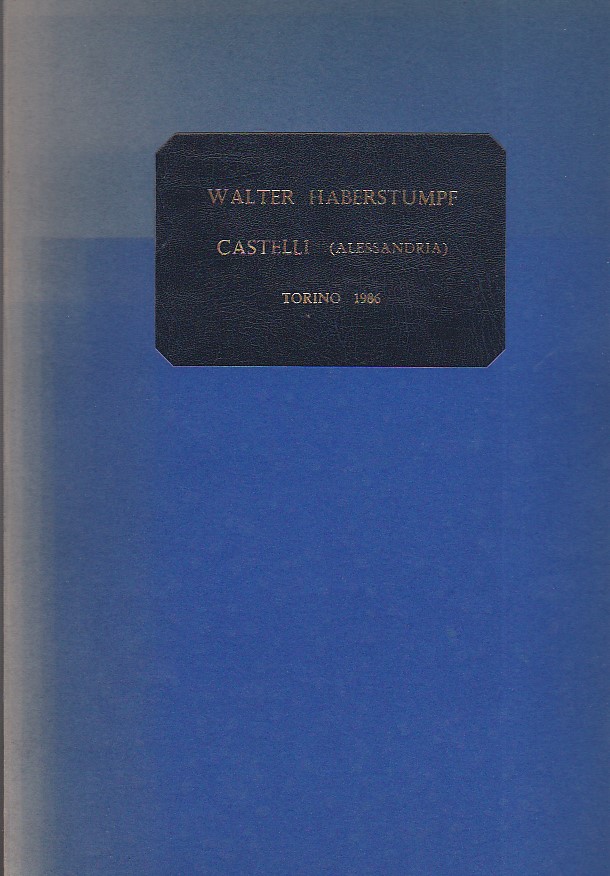 WALTER HABERSTUMPF
CASTELLI (ALESSANDRIA)
TORINO 1986